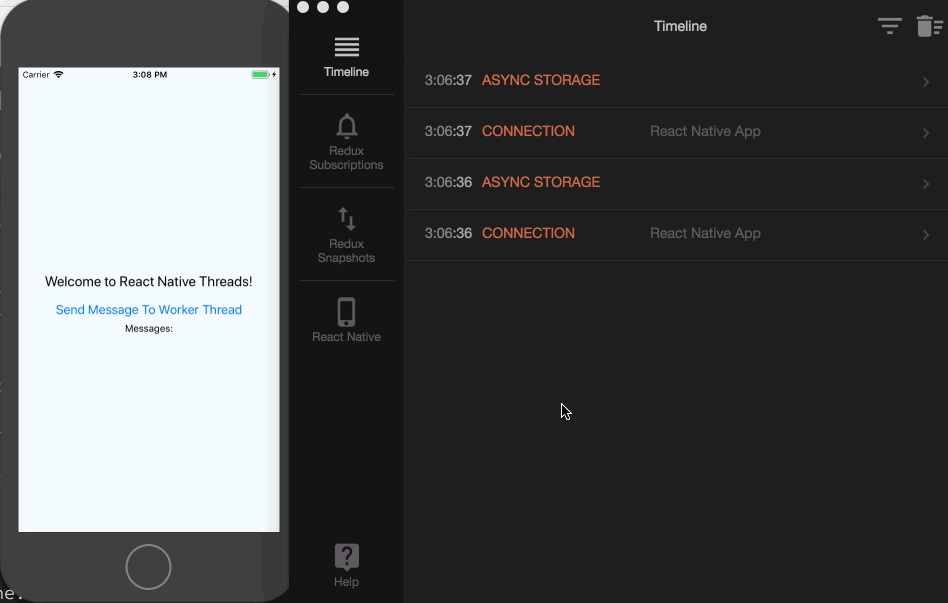 Carrier
3:08 PM
Welcome to React Native Threads!
Send Message To Worker Thread
Messages:
Timeline
Redux
Subscriptions
Redux
Snapshots
React Native
Help
Timeline
3:06:37 ASYNC STORAGE
3:06:37 CONNECTION React Native App
3:06:36 ASYNC STORAGE
3:06:36 CONNECTION React Native App
ne.